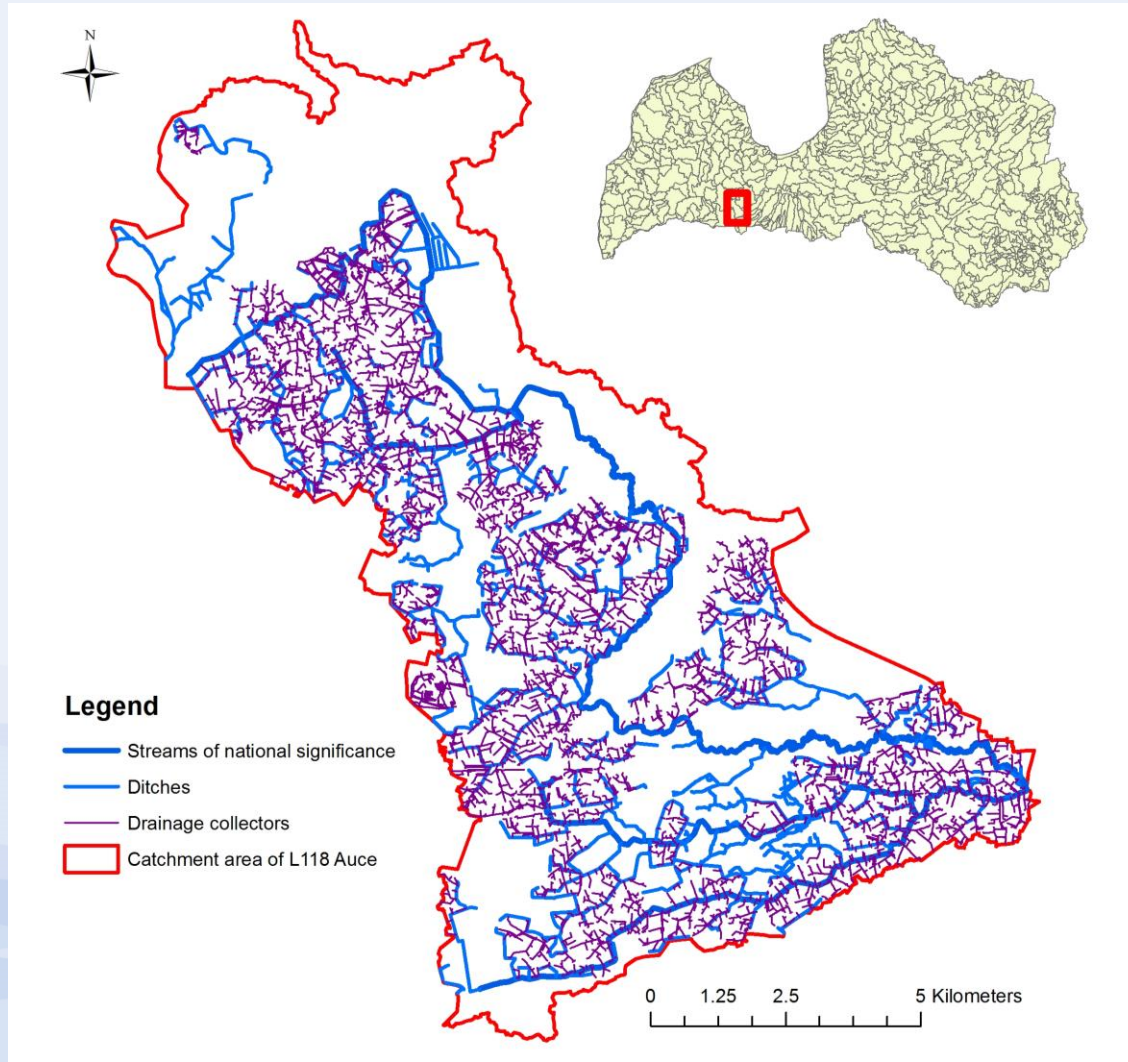 N
Legend
Streams of national significance
Ditches
Drainage collectors
Catchment area of L118 Auce
0 1.25 2.5 5 Kilometers